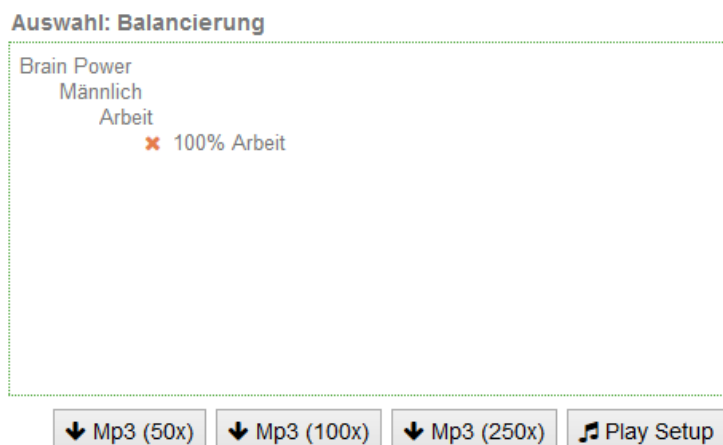 Auswahl: Balancierung
Brain Power
Männlich
Arbeit
100% Arbeit
Mp3 (50x) Mp3 (100x) Mp3 (250x) Play Setup